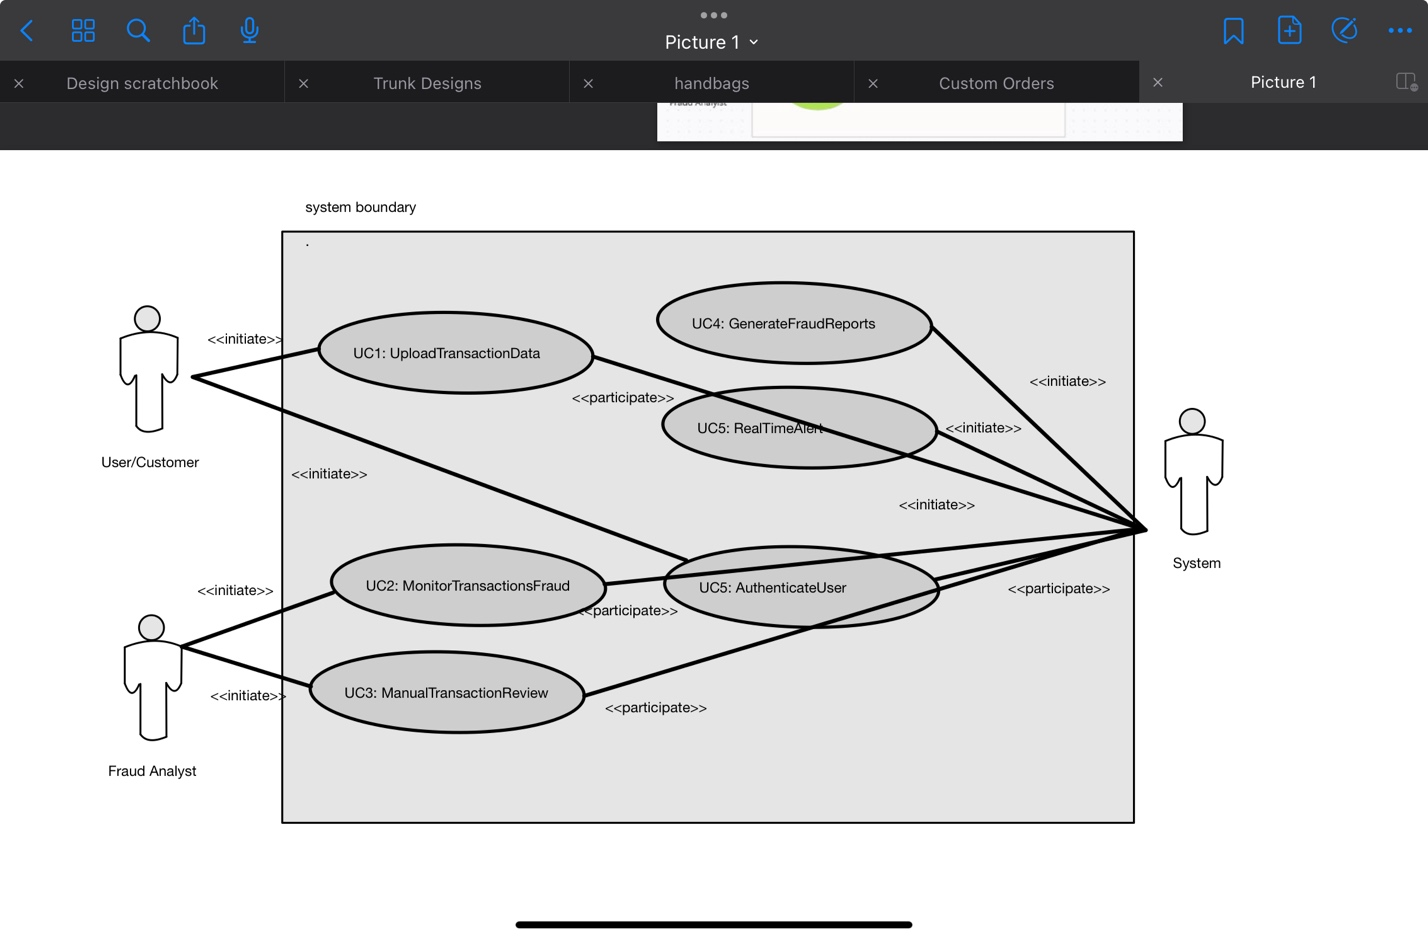 Picture 1
Design scratchbook
Trunk Designs
handbags
Custom Orders
Picture 1
Fraud Analyist
system boundary
.
<<initiate>>
UC1: UploadTransactionData
UC4: GenerateFraudReports
<<initiate>>
<<participate>>
UC5: RealTimeAlert
<<initiate>>
User/Customer
<<initiate>>
<<initiate>>
System
<<initiate>>
UC2: MonitorTransactionsFraud
UC5: AuthenticateUser
<<participate>>
<<participate>>
<<initiate>>
UC3: ManualTransactionReview
<<participate>>
Fraud Analyst